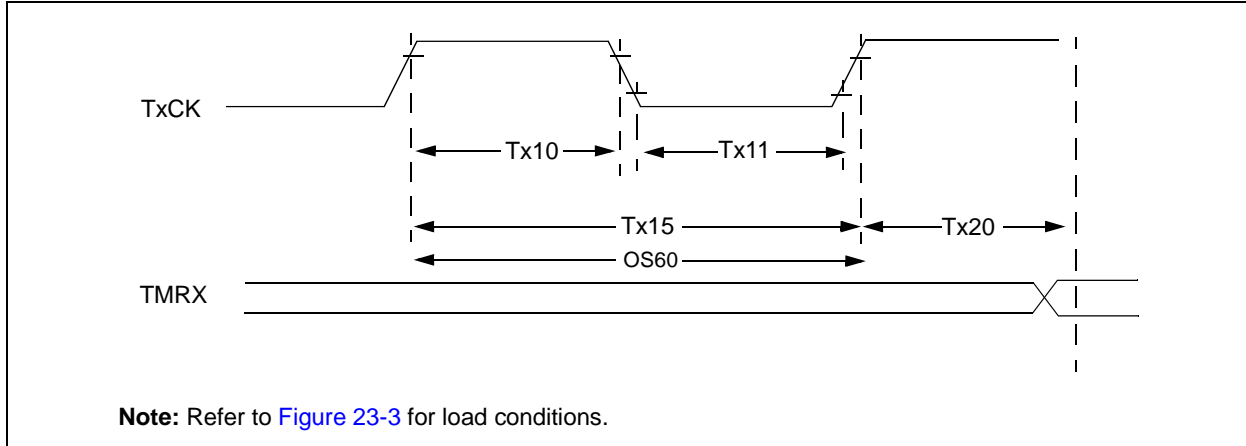 TxCK
Tx10
Tx11
Tx15
Tx20
OS60
TMRX
Note: Refer to Figure 23-3 for load conditions.